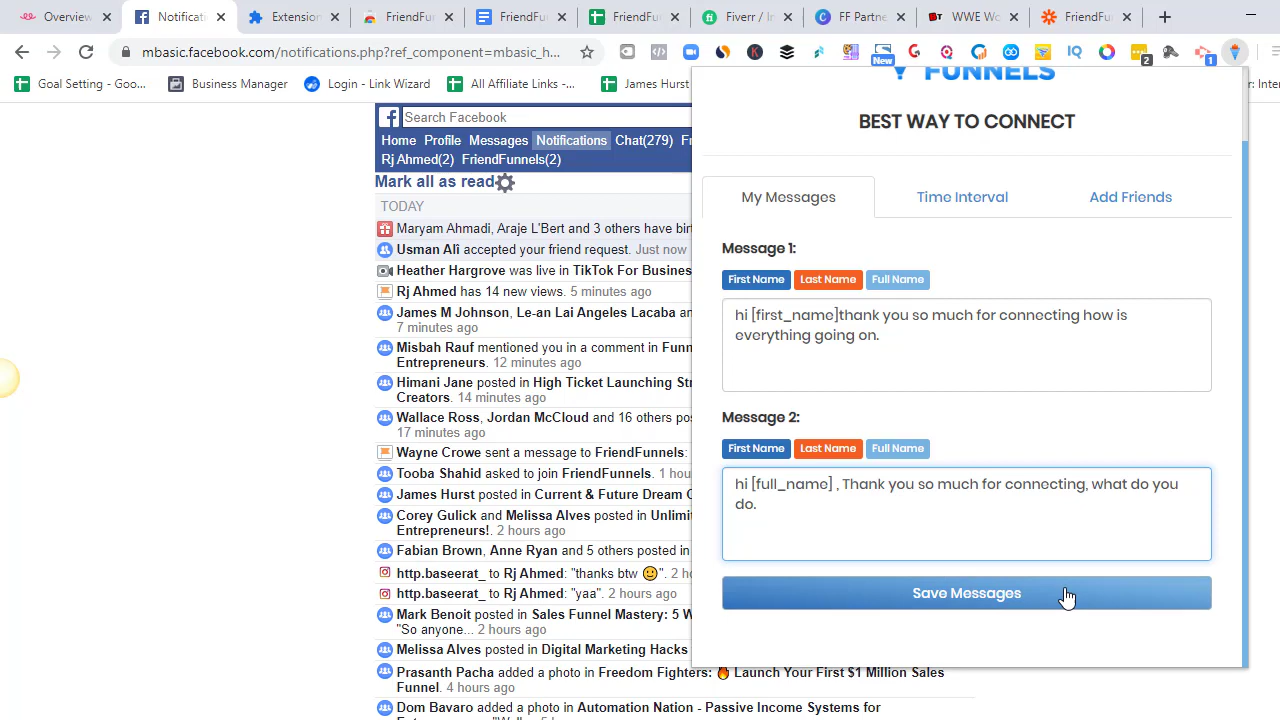 Overview
Notificat
Extension
FriendFun
FriendFu
FriendFu
Fiverr / In
FF Partne
WWE Wo
FriendFu
mbasic.facebook.com/notifications.php?ref_component=mbasic_h...
New
2
1
Goal Setting - Goo...
Business Manager
Login - Link Wizard
All Affiliate Links -...
James Hurst
: Inter
Search Facebook
Home Profile Messages Notifications Chat(279) Fr
Rj Ahmed(2) FriendFunnels(2)
Mark all as read
TODAY
Maryam Ahmadi, Araje L'Bert and 3 others have birt
Usman Ali accepted your friend request. Just now
Heather Hargrove was live in TikTok For Business
Rj Ahmed has 14 new views. 5 minutes ago
James M Johnson, Le-an Lai Angeles Lacaba and
7 minutes ago
Misbah Rauf mentioned you in a comment in Funn
Entrepreneurs. 12 minutes ago
Himani Jane posted in High Ticket Launching Str
Creators. 14 minutes ago
Wallace Ross, Jordan McCloud and 16 others pos
17 minutes ago
Wayne Crowe sent a message to FriendFunnels:
Tooba Shahid asked to join FriendFunnels. 1 hou
James Hurst posted in Current & Future Dream C
Corey Gulick and Melissa Alves posted in Unlimit
Entrepreneurs!. 2 hours ago
Fabian Brown, Anne Ryan and 5 others posted in
http.baseerat_ to Rj Ahmed: "thanks btw 🙂". 2 h
http.baseerat_ to Rj Ahmed: "yaa". 2 hours ago
Mark Benoit posted in Sales Funnel Mastery: 5 W
"So anyone... 2 hours ago
Melissa Alves posted in Digital Marketing Hacks
Prasanth Pacha added a photo in Freedom Fighters: 🔥 Launch Your First $1 Million Sales
Funnel. 4 hours ago
Dom Bavaro added a photo in Automation Nation - Passive Income Systems for
FUNNELS
BEST WAY TO CONNECT
My Messages
Time Interval
Add Friends
Message 1:
First Name Last Name Full Name
hi [first_name]thank you so much for connecting how is
everything going on.
Message 2:
First Name Last Name Full Name
hi [full_name] , Thank you so much for connecting, what do you
do.
Save Messages